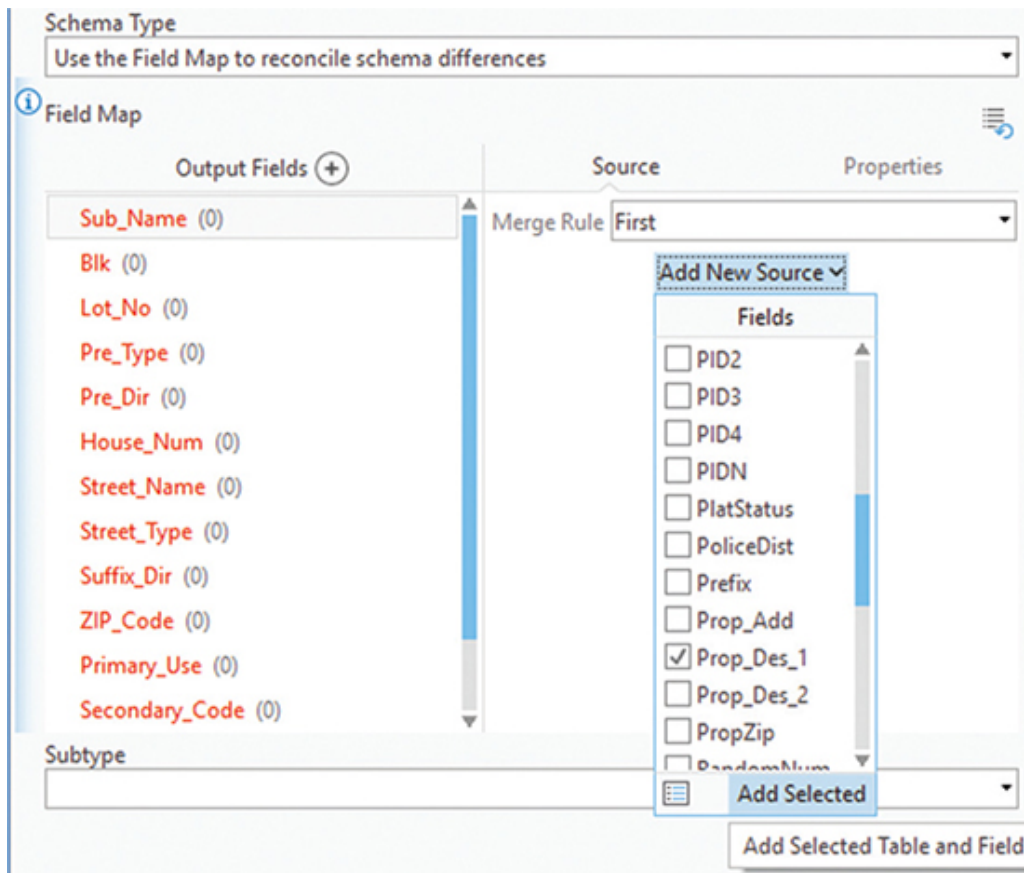 Schema Type
Use the Field Map to reconcile schema differences
Field Map
Output Fields
Source
Properties
Sub_Name (0)
Blk (0)
Lot_No (0)
Pre_Type (0)
Pre_Dir (0)
House_Num (0)
Street_Name (0)
Street_Type (0)
Suffix_Dir (0)
ZIP_Code (0)
Primary_Use (0)
Secondary_Code (0)
Merge Rule First
Add New Source
Fields
PID2
PID3
PID4
PIDN
PlatStatus
PoliceDist
Prefix
Prop_Add
Prop_Des_1
Prop_Des_2
PropZip
RandomNum
Add Selected
Subtype
Add Selected Table and Field